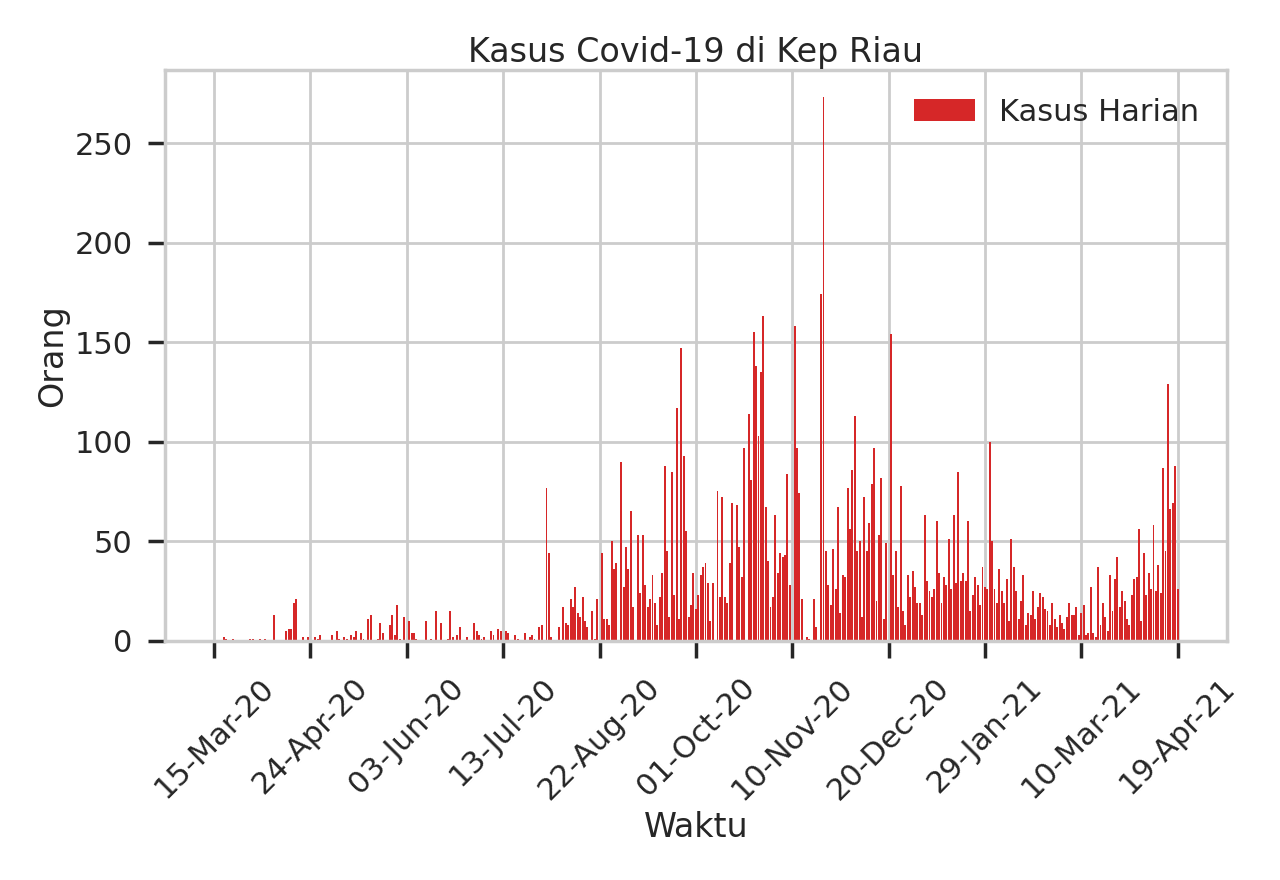 Kasus Covid-19 di Kep Riau
Kasus Harian
250
200
150
100
50
0
Orang
15-Mar-20
24-Apr-20
03-Jun-20
13-Jul-20
22-Aug-20
01-Oct-20
10-Nov-20
20-Dec-20
29-Jan-21
10-Mar-21
19-Apr-21
Waktu